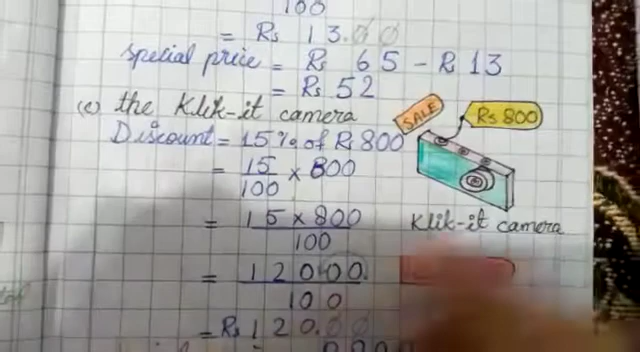 100
= Rs 13.00
special price = Rs 65 - R 13
= Rs 52
(c) the Klik-it camera
SALE
Rs 800
Discount = 15% of Rs 800
= 15/100 × 800
= 15 × 800
100
Klik-it camera
= 12000
100
= Rs 120.00